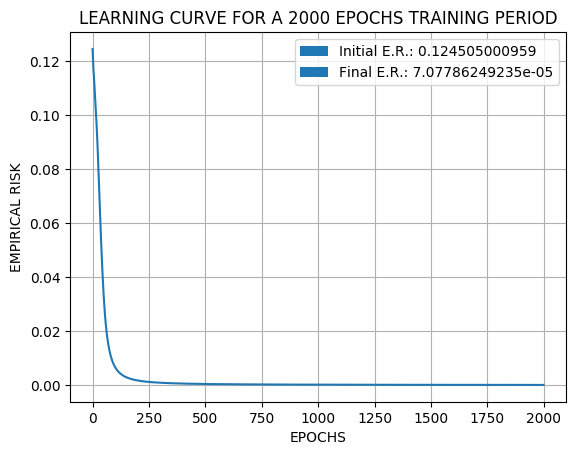 LEARNING CURVE FOR A 2000 EPOCHS TRAINING PERIOD
Initial E.R.: 0.124505000959
Final E.R.: 7.07786249235e-05
0.12
0.10
0.08
0.06
0.04
0.02
0.00
EMPIRICAL RISK
0 250 500 750 1000 1250 1500 1750 2000
EPOCHS